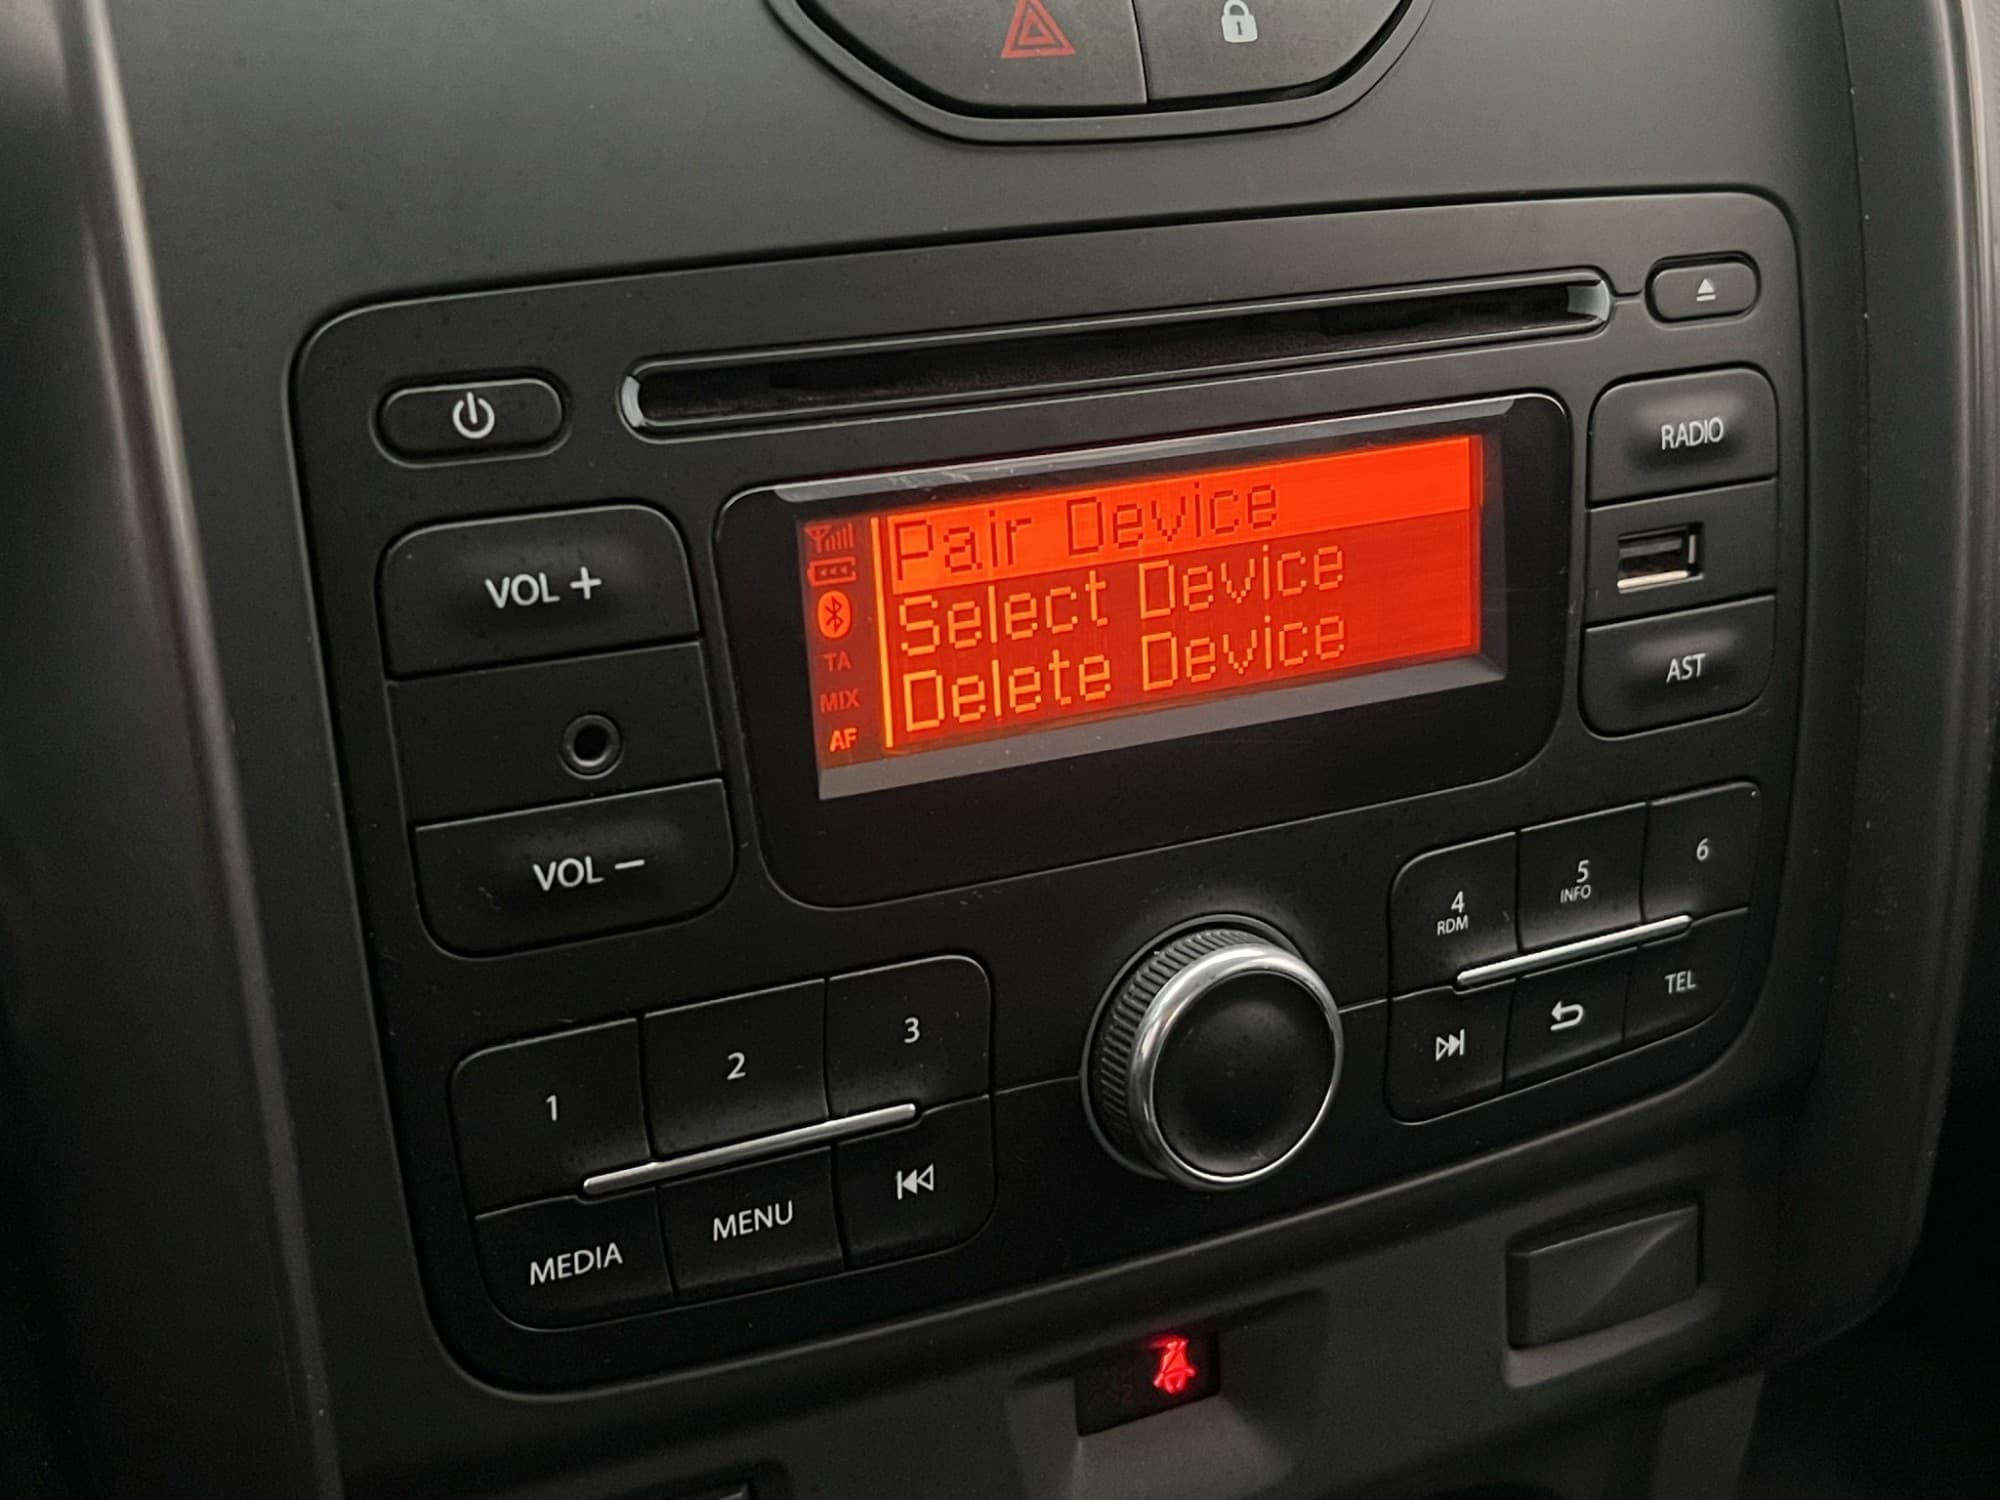 RADIO
Pair Device
Select Device
Delete Device
TA
MIX
AF
VOL +
VOL −
AST
1
2
3
4
RDM
5
INFO
6
MEDIA
MENU
TEL